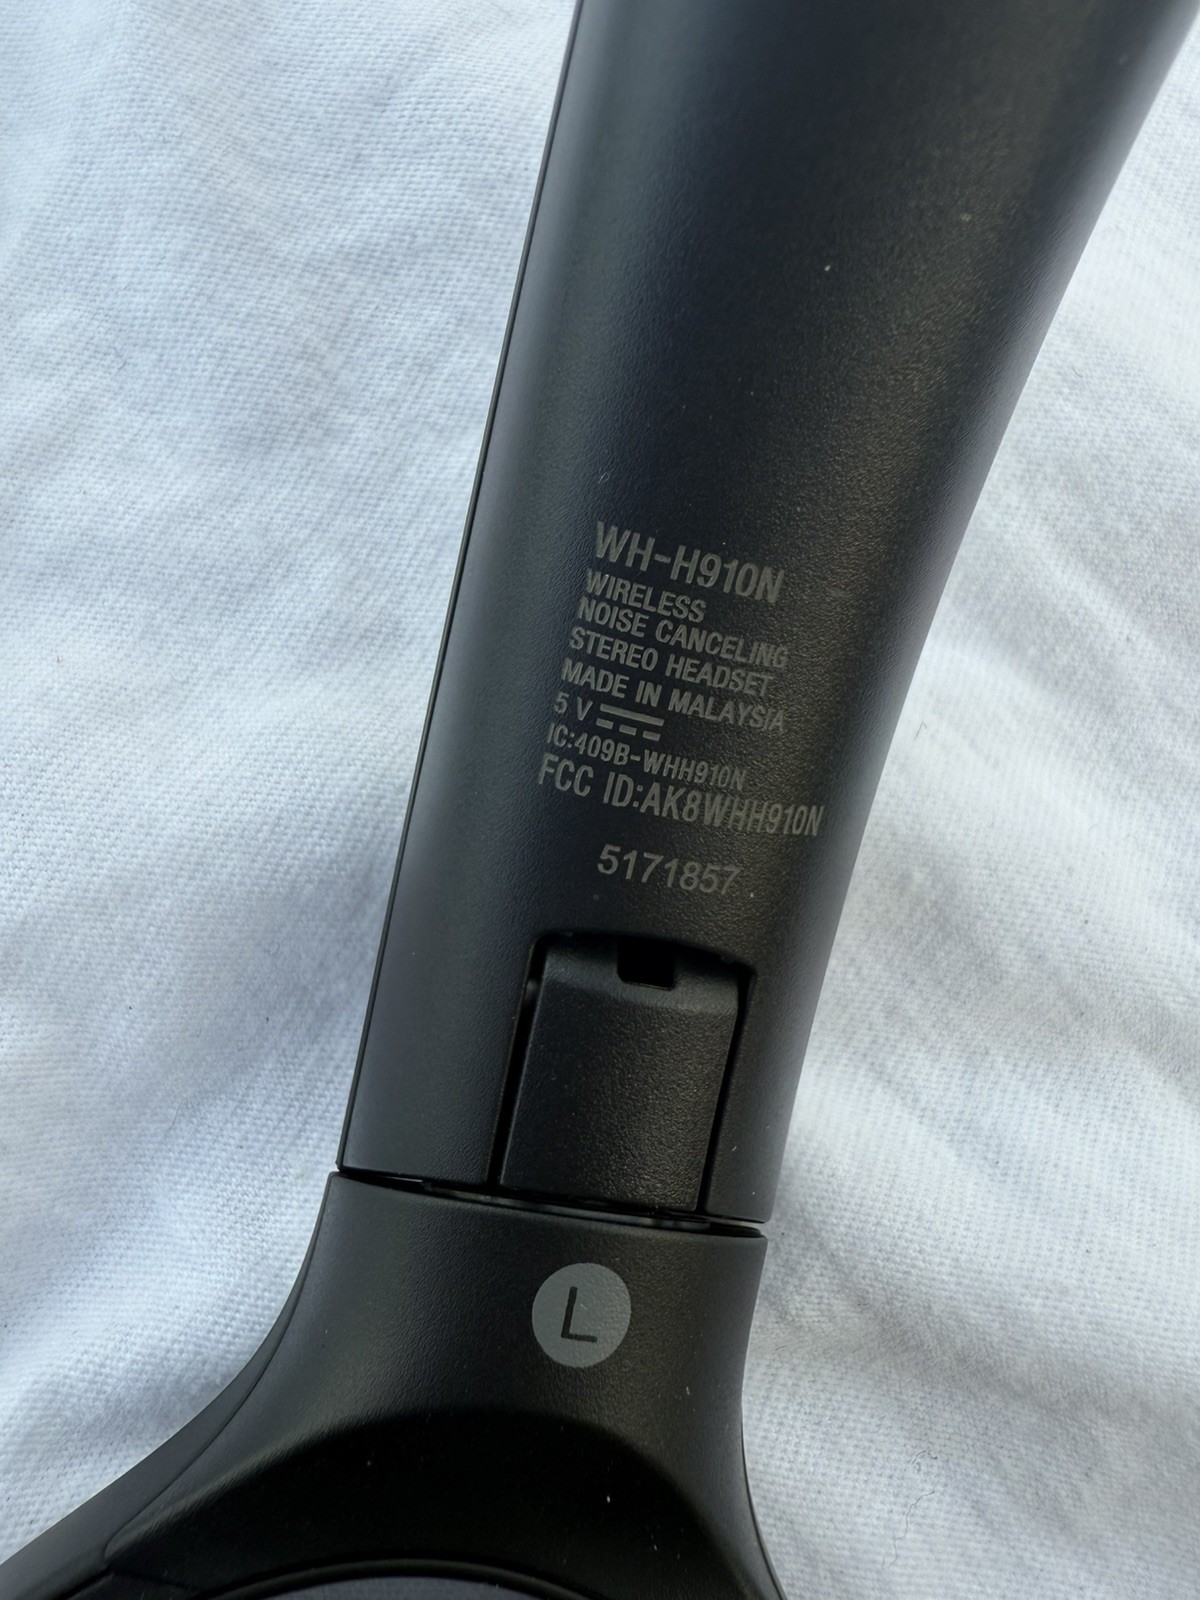 WH-H910N
WIRELESS
NOISE CANCELING
STEREO HEADSET
MADE IN MALAYSIA
5 V ⎓
IC:409B-WHH910N
FCC ID:AK8WHH910N
5171857
L